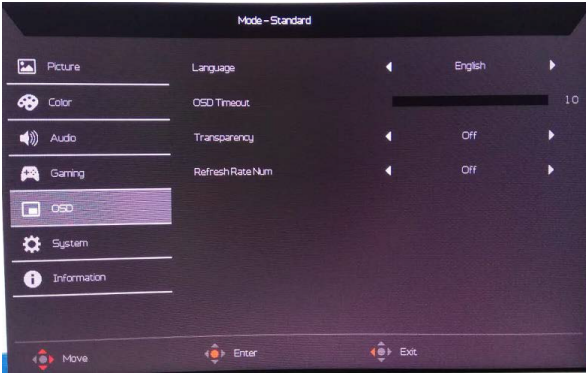 Mode - Standard
Picture
Language English
Color
OSD Timeout 10
Audio
Transparency Off
Gaming
Refresh Rate Num Off
OSD
System
Information
Move Enter Exit